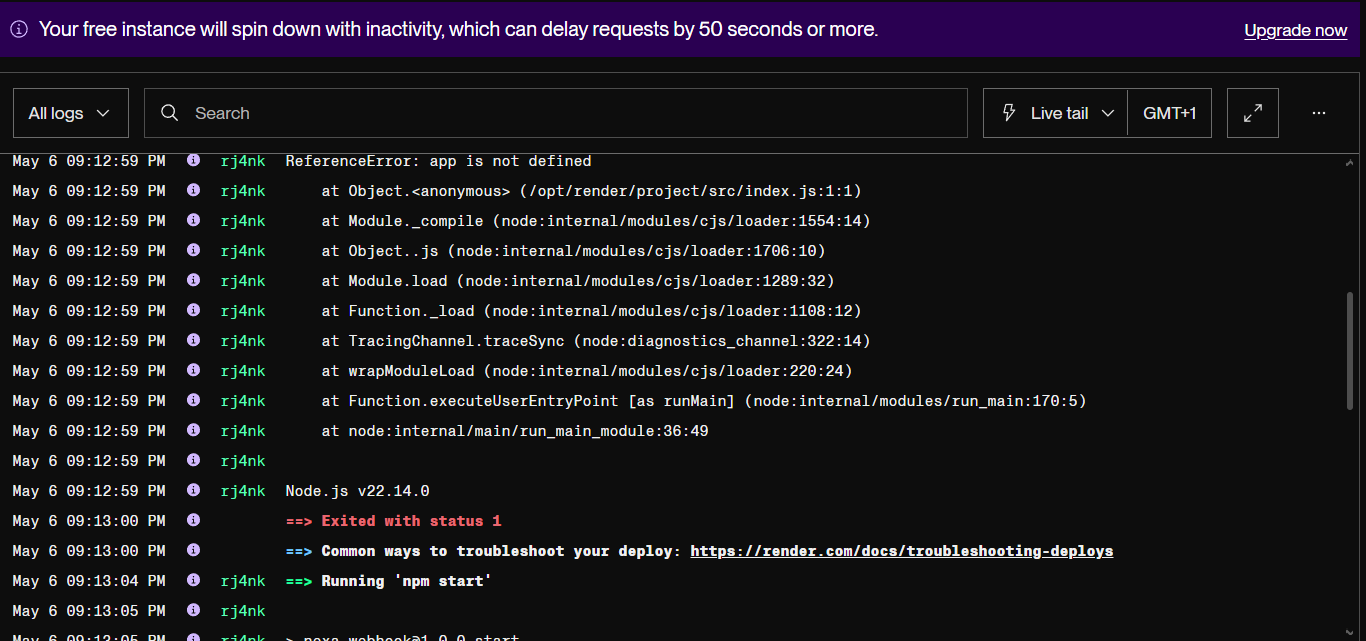 Your free instance will spin down with inactivity, which can delay requests by 50 seconds or more. Upgrade now
All logs Search Live tail GMT+1 ...
May 6 09:12:59 PM rj4nk ReferenceError: app is not defined
May 6 09:12:59 PM rj4nk at Object.<anonymous> (/opt/render/project/src/index.js:1:1)
May 6 09:12:59 PM rj4nk at Module._compile (node:internal/modules/cjs/loader:1554:14)
May 6 09:12:59 PM rj4nk at Object..js (node:internal/modules/cjs/loader:1706:10)
May 6 09:12:59 PM rj4nk at Module.load (node:internal/modules/cjs/loader:1289:32)
May 6 09:12:59 PM rj4nk at Function._load (node:internal/modules/cjs/loader:1108:12)
May 6 09:12:59 PM rj4nk at TracingChannel.traceSync (node:diagnostics_channel:322:14)
May 6 09:12:59 PM rj4nk at wrapModuleLoad (node:internal/modules/cjs/loader:220:24)
May 6 09:12:59 PM rj4nk at Function.executeUserEntryPoint [as runMain] (node:internal/modules/run_main:170:5)
May 6 09:12:59 PM rj4nk at node:internal/main/run_main_module:36:49
May 6 09:12:59 PM rj4nk
May 6 09:12:59 PM rj4nk Node.js v22.14.0
May 6 09:13:00 PM ==> Exited with status 1
May 6 09:13:00 PM ==> Common ways to troubleshoot your deploy: https://render.com/docs/troubleshooting-deploys
May 6 09:13:04 PM rj4nk ==> Running 'npm start'
May 6 09:13:05 PM rj4nk
May 6 09:13:05 PM rj4nk > nexa-webhook@1.0.0 start